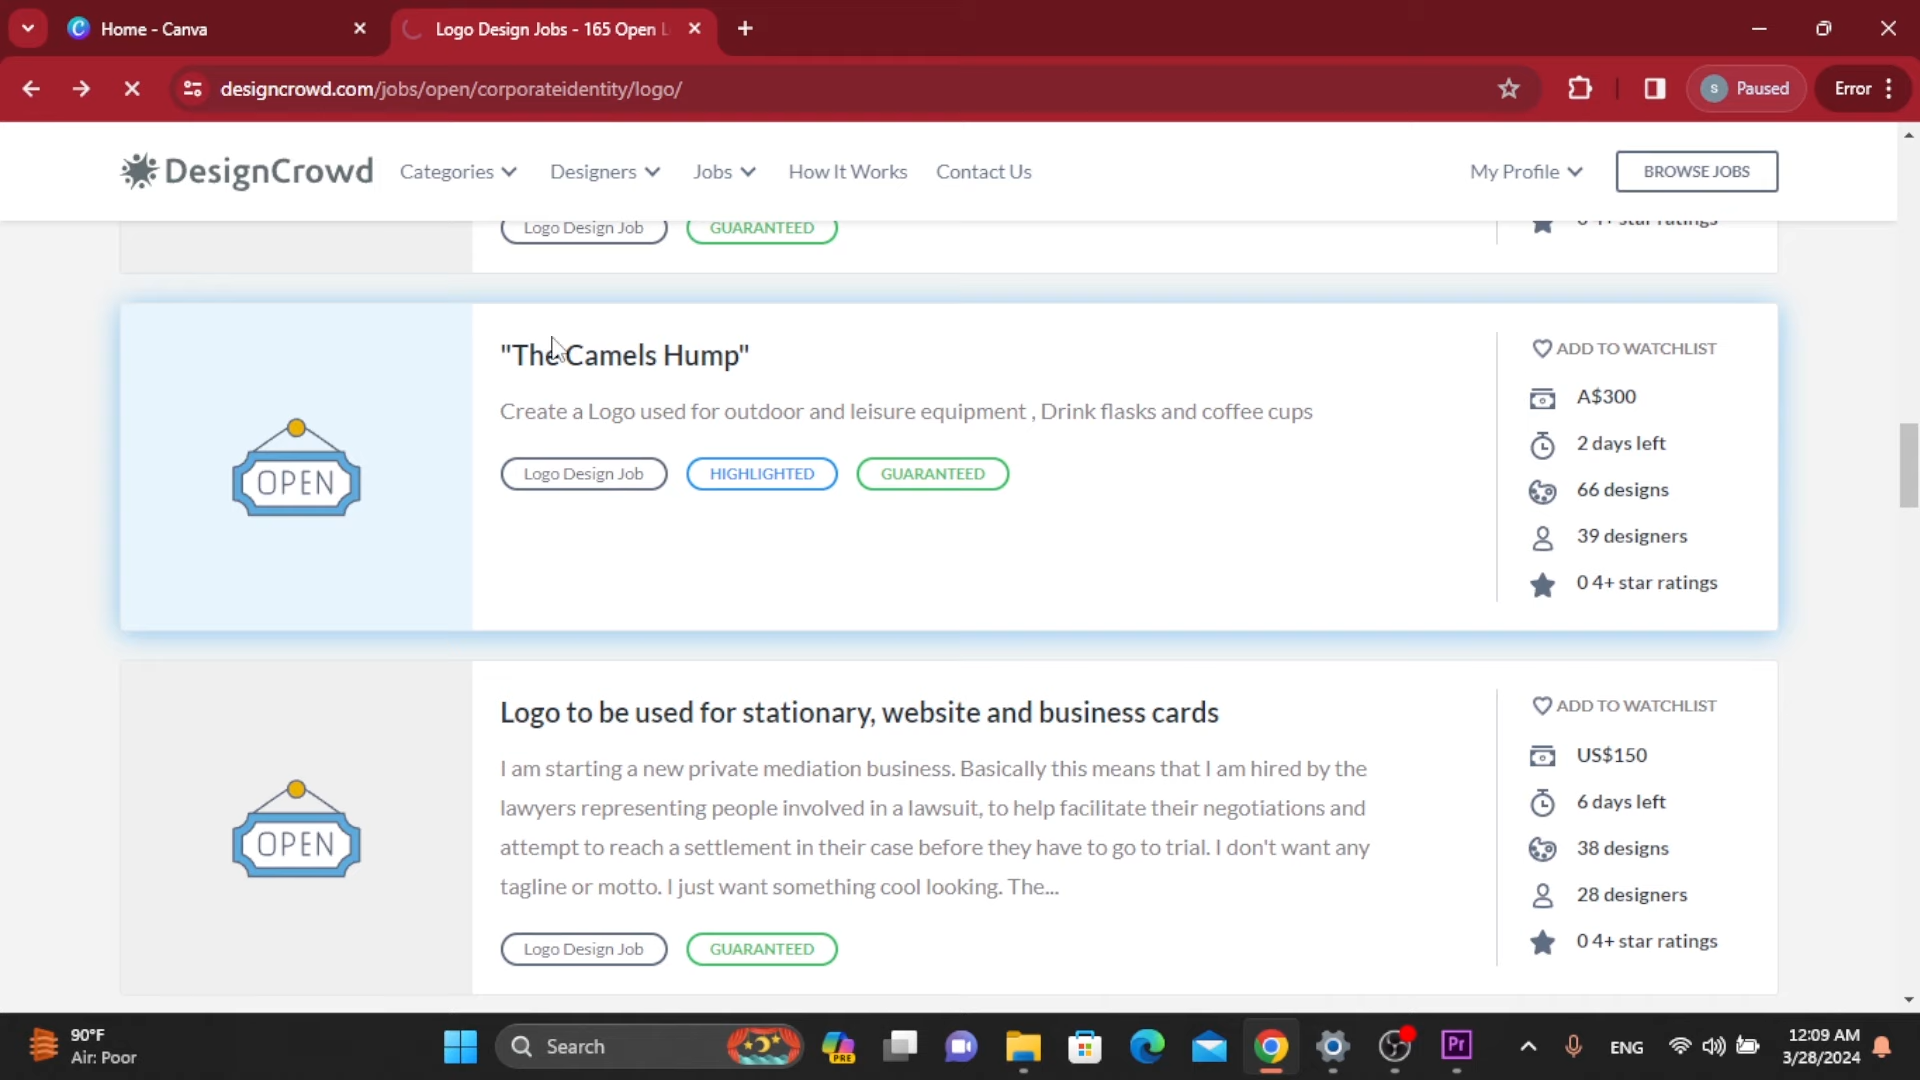 Home - Canva
Logo Design Jobs - 165 Open
designcrowd.com/jobs/open/corporateidentity/logo/
S
Paused
Error
DesignCrowd
Categories
Designers
Jobs
How It Works
Contact Us
My Profile
BROWSE JOBS
Logo Design Job
GUARANTEED
0 4+ star ratings
"The Camels Hump"
Create a Logo used for outdoor and leisure equipment , Drink flasks and coffee cups
Logo Design Job
HIGHLIGHTED
GUARANTEED
OPEN
ADD TO WATCHLIST
A$300
2 days left
66 designs
39 designers
0 4+ star ratings
Logo to be used for stationary, website and business cards
I am starting a new private mediation business. Basically this means that I am hired by the
lawyers representing people involved in a lawsuit, to help facilitate their negotiations and
attempt to reach a settlement in their case before they have to go to trial. I don't want any
tagline or motto. I just want something cool looking. The...
Logo Design Job
GUARANTEED
OPEN
ADD TO WATCHLIST
US$150
6 days left
38 designs
28 designers
0 4+ star ratings
90°F
Air: Poor
Search
PRE
Pr
ENG
12:09 AM
3/28/2024